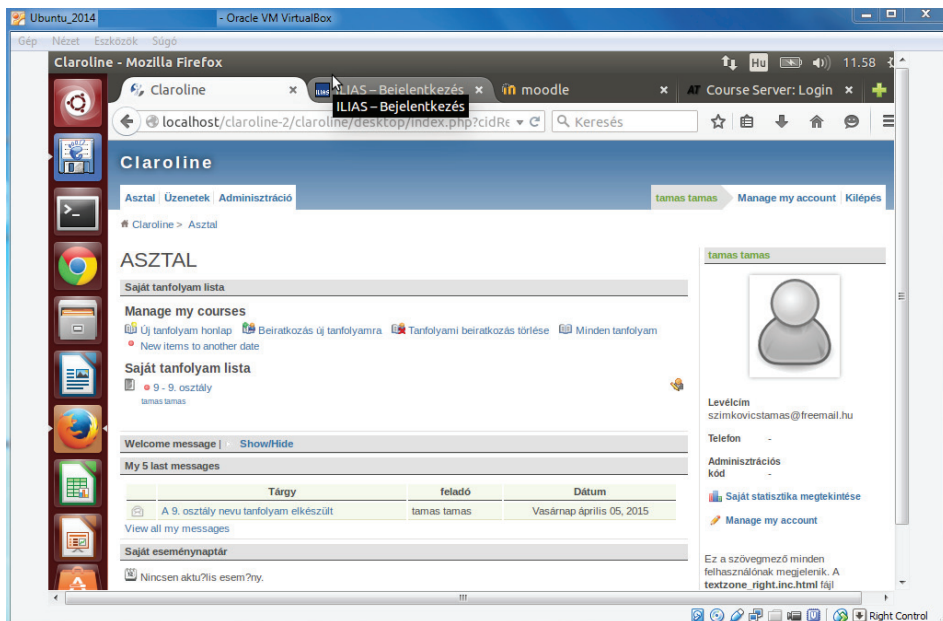 Ubuntu_2014 - Oracle VM VirtualBox
Gép Nézet Eszközök Súgó
Claroline - Mozilla Firefox Hu 11.58
Claroline × ILIAS – Bejelentkezés × moodle × Course Server: Login ×
ILIAS – Bejelentkezés
localhost/claroline-2/claroline/desktop/index.php?cidRe Keresés
Claroline
Asztal Üzenetek Adminisztráció tamas tamas Manage my account Kilépés
Claroline > Asztal
ASZTAL
Saját tanfolyam lista
Manage my courses
Új tanfolyam honlap Beiratkozás új tanfolyamra Tanfolyami beiratkozás törlése Minden tanfolyam
New items to another date
Saját tanfolyam lista
9 - 9. osztály
tamas tamas
Welcome message | Show/Hide
My 5 last messages
Tárgy feladó Dátum
A 9. osztály nevu tanfolyam elkészült tamas tamas Vasárnap április 05, 2015
View all my messages
Saját eseménynaptár
Nincsen aktu?lis esem?ny.
tamas tamas
Levélcím
szimkovicstamas@freemail.hu
Telefon -
Adminisztrációs
kód -
Saját statisztika megtekintése
Manage my account
Ez a szövegmező minden
felhasználónak megjelenik. A
textzone_right.inc.html fájl
Right Control